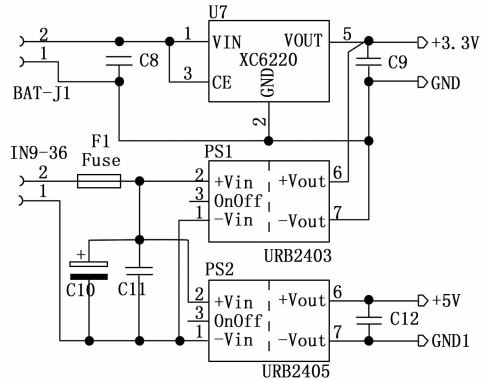 U7
2
1
BAT-J1
C8
1 VIN VOUT 5
XC6220
3 CE
GND
2
+3.3V
C9
GND
IN9-36
F1
Fuse
2
1
PS1
2 +Vin +Vout 6
3 OnOff
1 -Vin -Vout 7
URB2403
+
C10
C11
PS2
2 +Vin +Vout 6
3 OnOff
1 -Vin -Vout 7
URB2405
+5V
C12
GND1